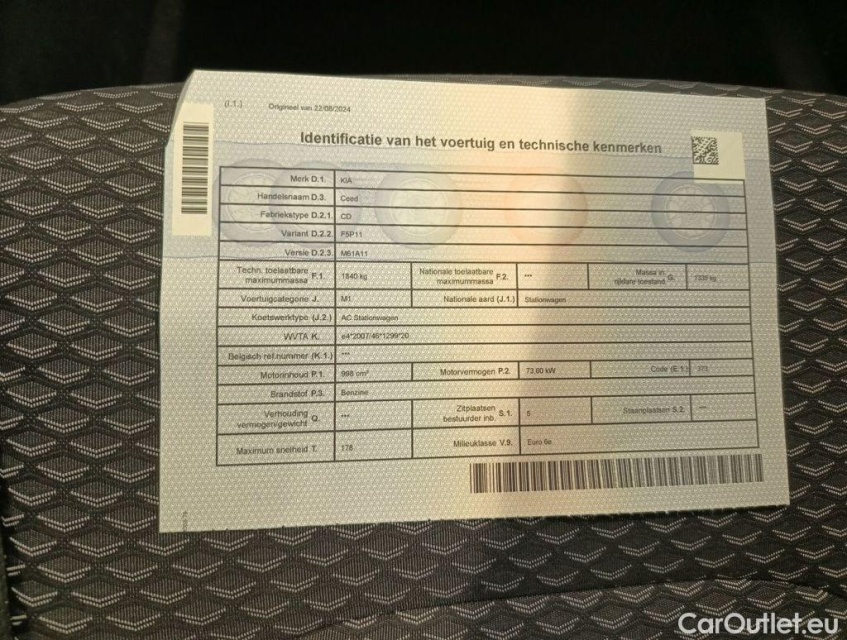 (I.1.) Origineel van 22/08/2024
Identificatie van het voertuig en technische kenmerken
Merk D.1. KIA
Handelsnaam D.3. Ceed
Fabriekstype D.2.1. CD
Variant D.2.2. F5P11
Versie D.2.3. M61A11
Techn. toelaatbare maximummassa F.1. 1840 kg Nationale toelaatbare maximummassa F.2. --- Massa in rijklare toestand G.
Voertuigcategorie J. M1 Nationale aard (J.1.) Stationwagen
Koetswerktype (J.2.) AC Stationwagen
WVTA K. e4*2007/46*1299*20
Belgisch ref.nummer (K.1.) ---
Motorinhoud P.1. 998 cm³ Motorvermogen P.2. 73,60 kW Code (E.1.)
Brandstof P.3. Benzine
Verhouding vermogen/gewicht Q. --- Zitplaatsen bestuurder inb. S.1. 5 Staanplaatsen S.2. ---
Maximum snelheid T. 178 Milieuklasse V.9. Euro 6e
CarOutlet.eu